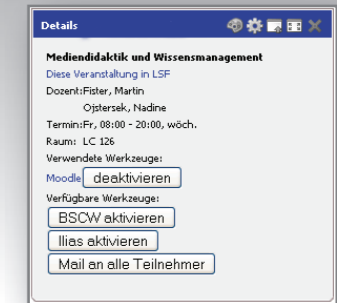 Details
Mediendidaktik und Wissensmanagement
Diese Veranstaltung in LSF
Dozent:Fister, Martin
Ojstersek, Nadine
Termin:Fr, 08:00 - 20:00, wöch.
Raum: LC 126
Verwendete Werkzeuge:
Moodle deaktivieren
Verfügbare Werkzeuge:
BSCW aktivieren
Ilias aktivieren
Mail an alle Teilnehmer